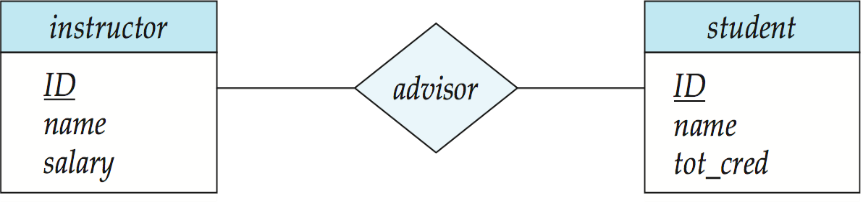 instructor
ID
name
salary
advisor
student
ID
name
tot_cred